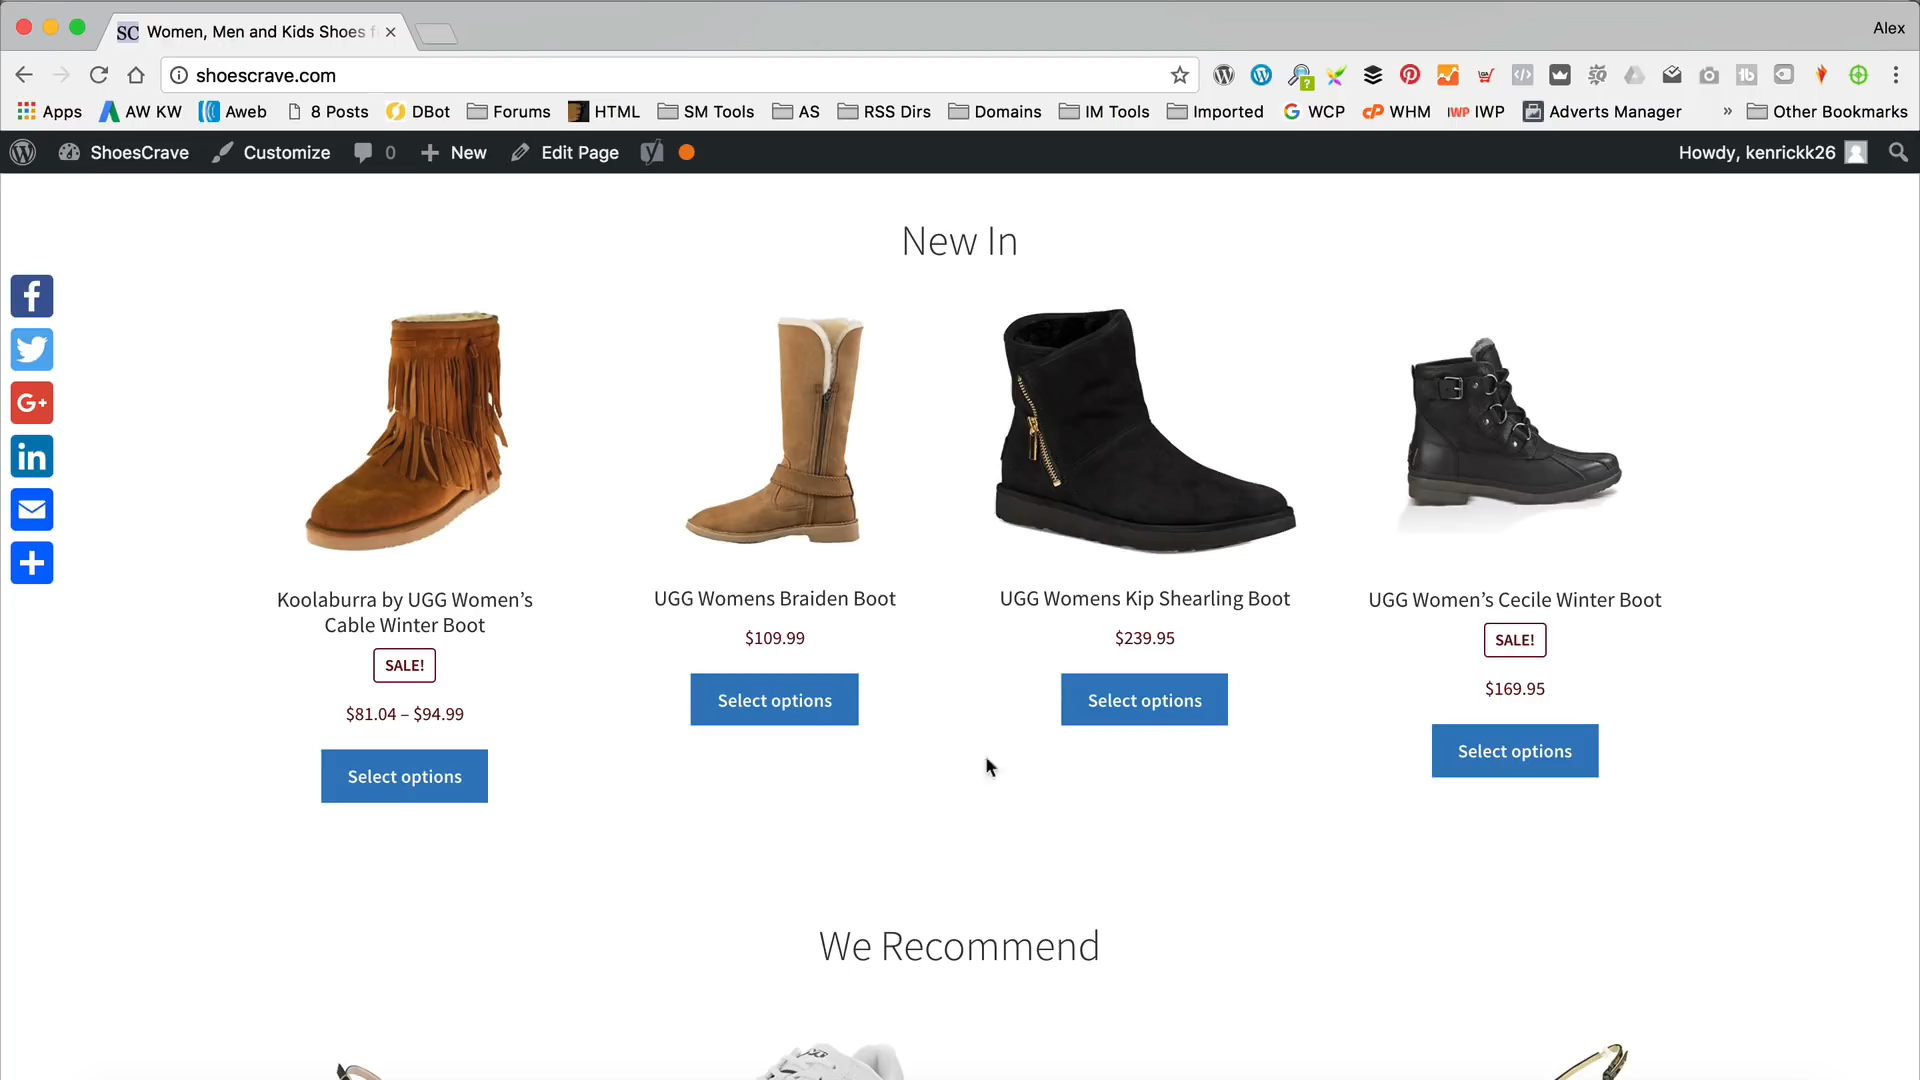 Alex
SC Women, Men and Kids Shoes f
shoescrave.com
Apps AW KW Aweb 8 Posts DBot Forums HTML SM Tools AS RSS Dirs Domains IM Tools Imported WCP WHM IWP IWP Adverts Manager » Other Bookmarks
ShoesCrave Customize 0 New Edit Page Howdy, kenrickk26
New In
Koolaburra by UGG Women’s
Cable Winter Boot
SALE!
$81.04 – $94.99
Select options
UGG Womens Braiden Boot
$109.99
Select options
UGG Womens Kip Shearling Boot
$239.95
Select options
UGG Women’s Cecile Winter Boot
SALE!
$169.95
Select options
We Recommend